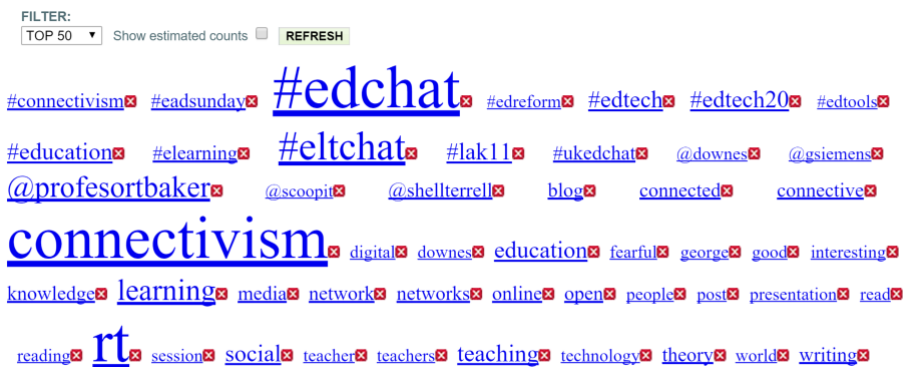 FILTER:
TOP 50 Show estimated counts REFRESH
#connectivism #eadsunday #edchat #edreform #edtech #edtech20 #edtools
#education #elearning #eltchat #lak11 #ukedchat @downes @gsiemens
@profesortbaker @scoopit @shellterrell blog connected connective
connectivism digital downes education fearful george good interesting
knowledge learning media network networks online open people post presentation read
reading rt session social teacher teachers teaching technology theory world writing